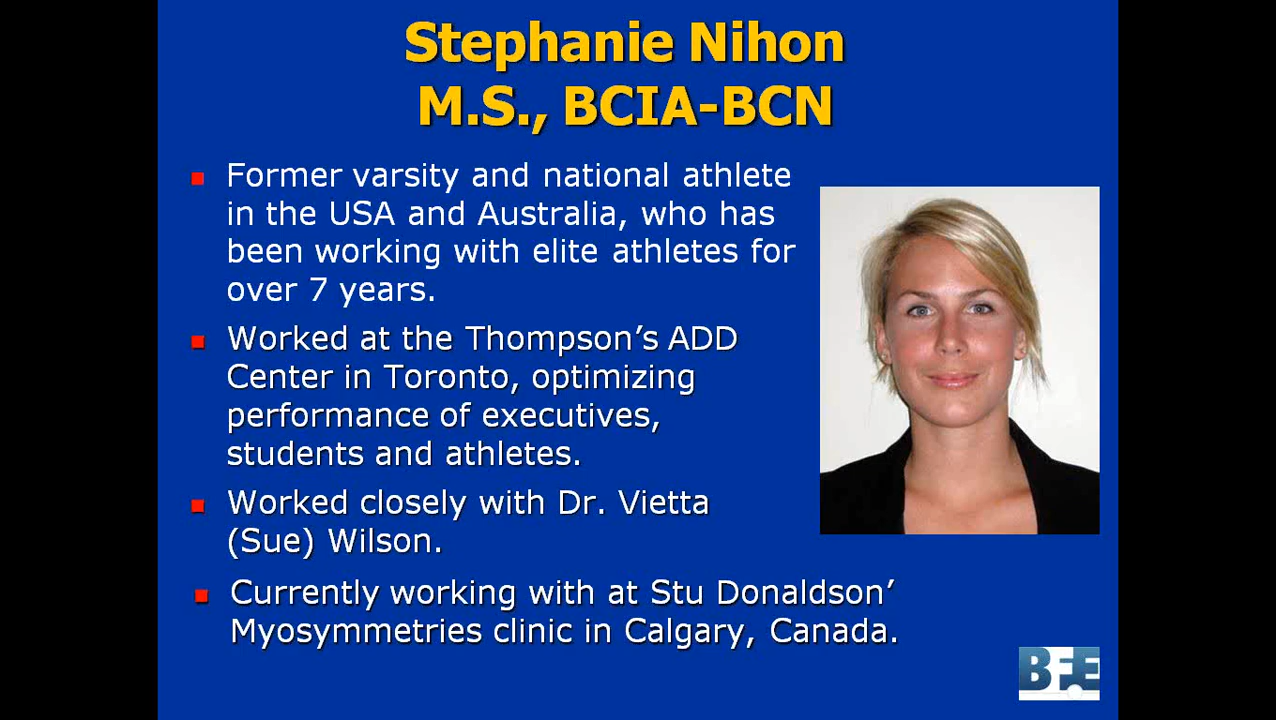 Stephanie Nihon
M.S., BCIA-BCN
Former varsity and national athlete
in the USA and Australia, who has
been working with elite athletes for
over 7 years.
Worked at the Thompson’s ADD
Center in Toronto, optimizing
performance of executives,
students and athletes.
Worked closely with Dr. Vietta
(Sue) Wilson.
Currently working with at Stu Donaldson’
Myosymmetries clinic in Calgary, Canada.
BFE